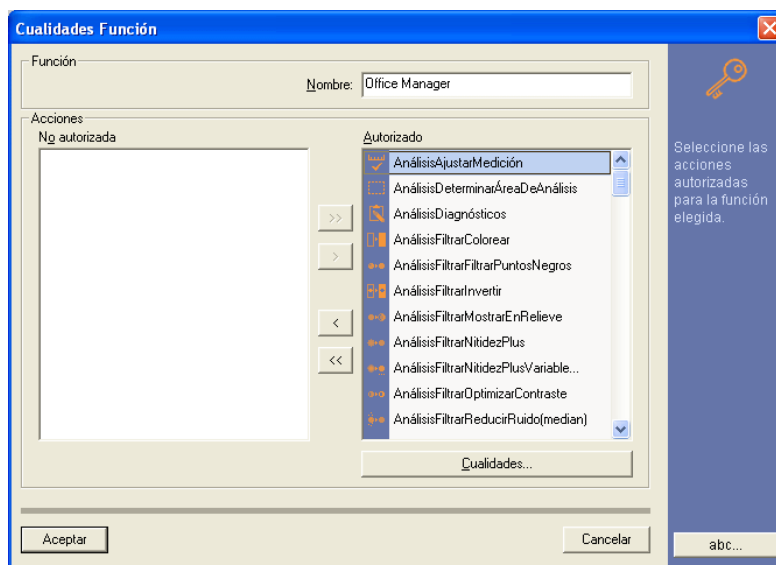 Cualidades Función
Función
Nombre: Office Manager
Acciones
No autorizada
Autorizado
AnálisisAjustarMedición
AnálisisDeterminarÁreaDeAnálisis
AnálisisDiagnósticos
AnálisisFiltrarColorear
AnálisisFiltrarFiltrarPuntosNegros
AnálisisFiltrarInvertir
AnálisisFiltrarMostrarEnRelieve
AnálisisFiltrarNitidezPlus
AnálisisFiltrarNitidezPlusVariable...
AnálisisFiltrarOptimizarContraste
AnálisisFiltrarReducirRuido(median)
>>
>
<
<<
Cualidades...
Aceptar
Cancelar
Seleccione las
acciones
autorizadas
para la función
elegida.
abc...